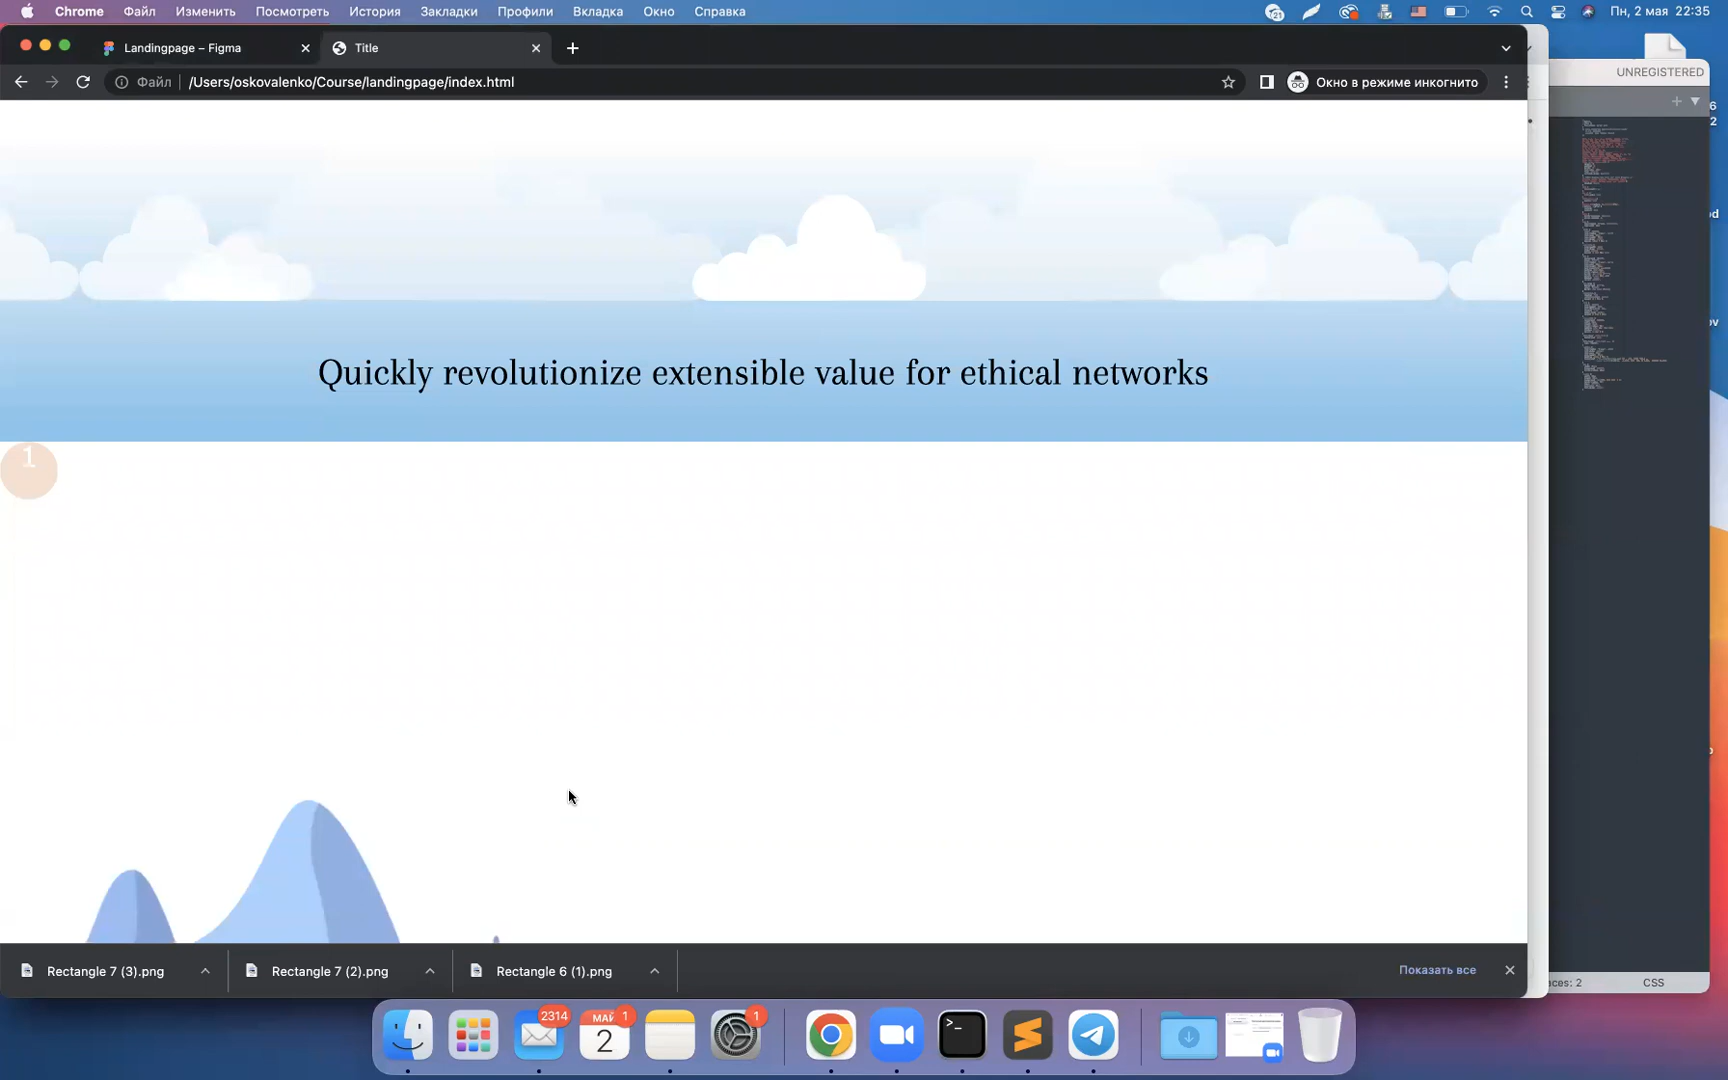 Chrome Файл Изменить Посмотреть История Закладки Профили Вкладка Окно Справка
21
Пн, 2 мая 22:35
Landingpage – Figma
Title
UNREGISTERED
Файл
/Users/oskovalenko/Course/landingpage/index.html
Окно в режиме инкогнито
Quickly revolutionize extensible value for ethical networks
1
Rectangle 7 (3).png
Rectangle 7 (2).png
Rectangle 6 (1).png
Показать все
aces: 2
CSS
2314
МАЙ
1
2
1
>_